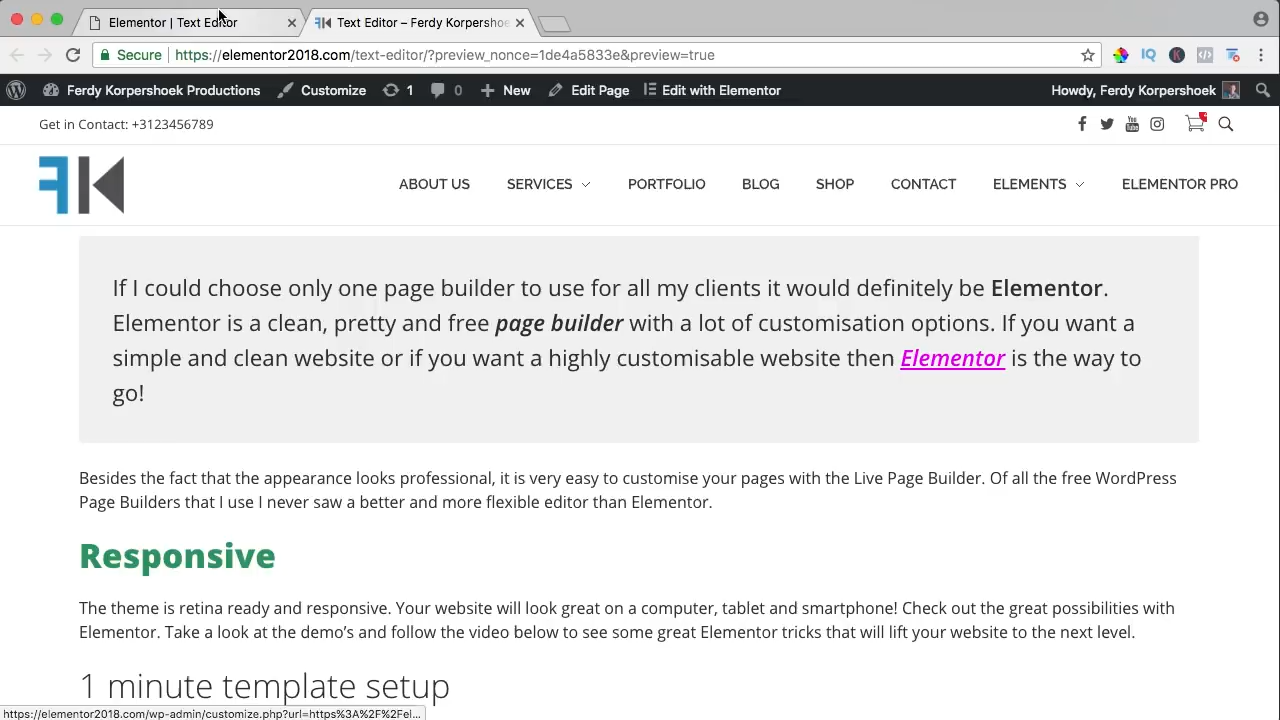 Elementor | Text Editor
Text Editor – Ferdy Korpershoe
Secure https://elementor2018.com/text-editor/?preview_nonce=1de4a5833e&preview=true
Ferdy Korpershoek Productions Customize 1 0 New Edit Page Edit with Elementor Howdy, Ferdy Korpershoek
Get in Contact: +3123456789
FK
ABOUT US SERVICES PORTFOLIO BLOG SHOP CONTACT ELEMENTS ELEMENTOR PRO
If I could choose only one page builder to use for all my clients it would definitely be Elementor.
Elementor is a clean, pretty and free page builder with a lot of customisation options. If you want a
simple and clean website or if you want a highly customisable website then Elementor is the way to
go!
Besides the fact that the appearance looks professional, it is very easy to customise your pages with the Live Page Builder. Of all the free WordPress
Page Builders that I use I never saw a better and more flexible editor than Elementor.
Responsive
The theme is retina ready and responsive. Your website will look great on a computer, tablet and smartphone! Check out the great possibilities with
Elementor. Take a look at the demo’s and follow the video below to see some great Elementor tricks that will lift your website to the next level.
1 minute template setup
https://elementor2018.com/wp-admin/customize.php?url=https%3A%2F%2Fel...